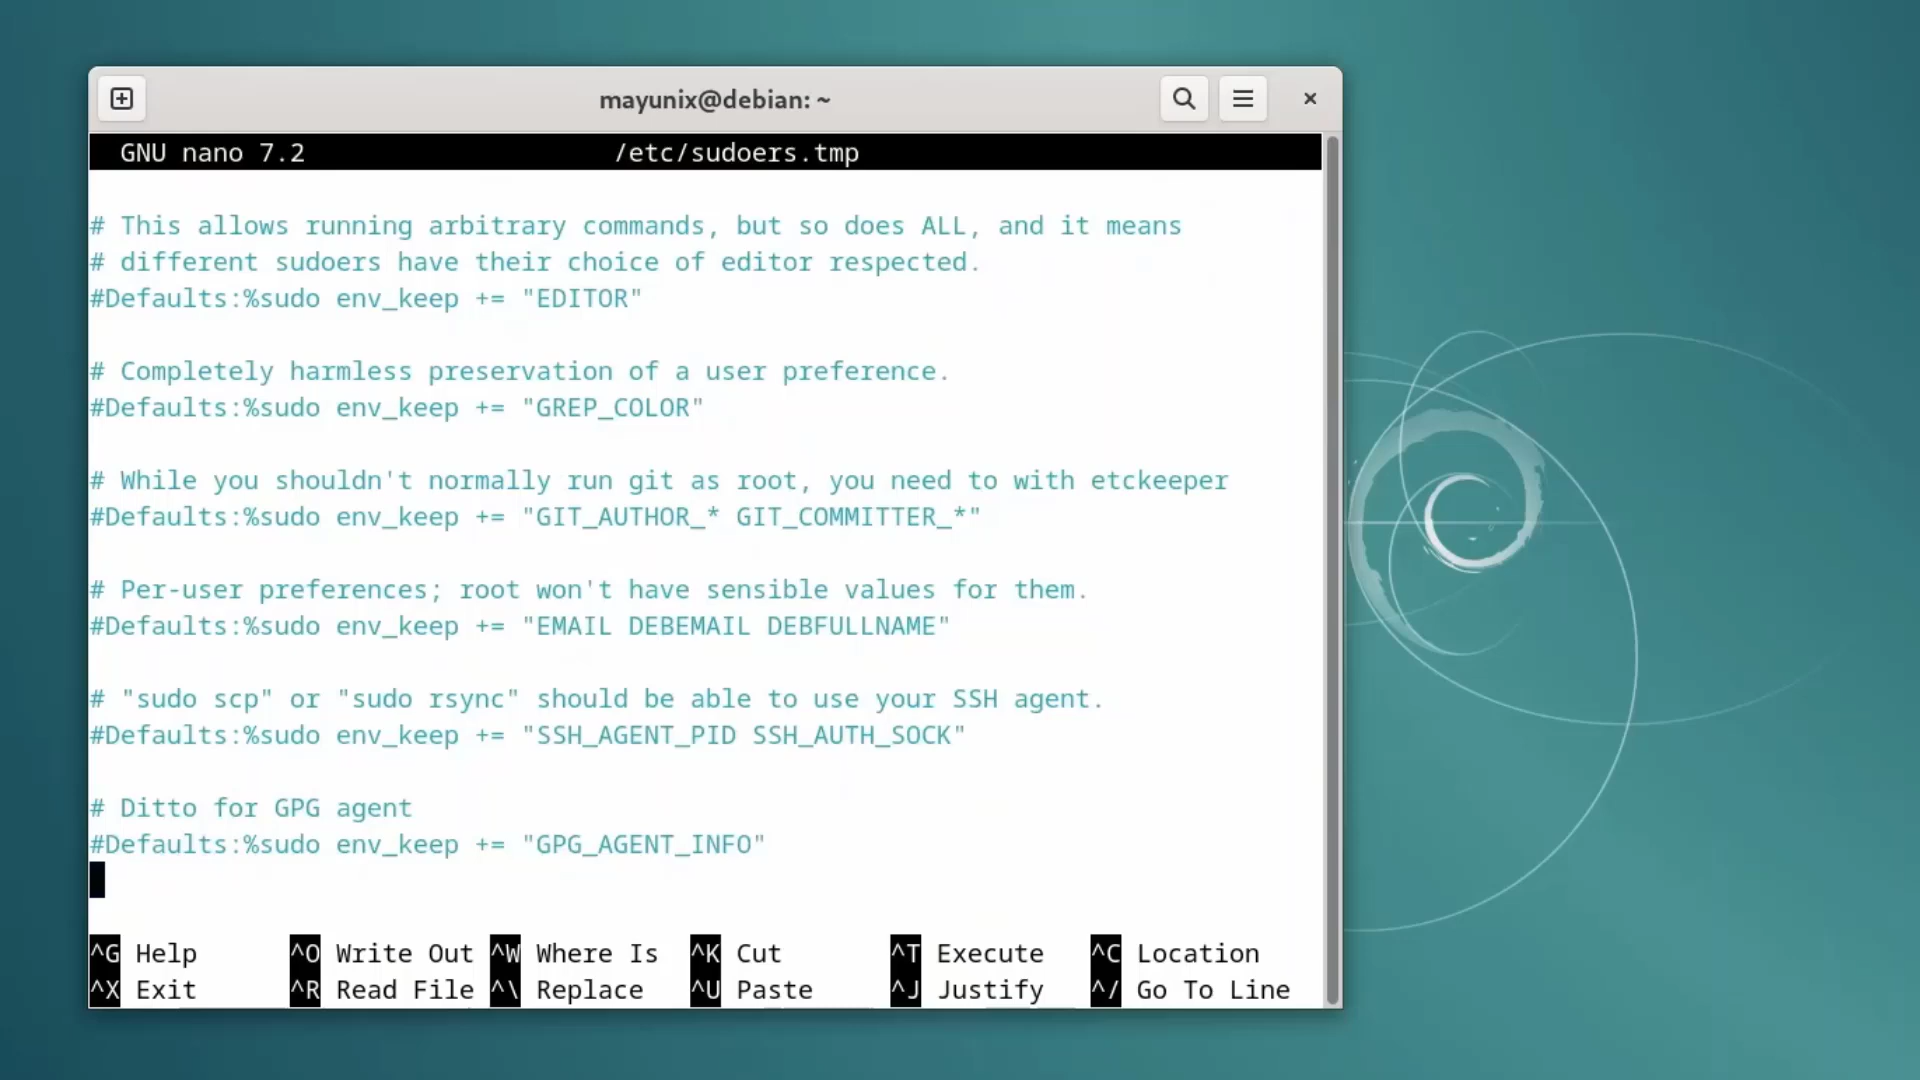 mayunix@debian: ~
GNU nano 7.2 /etc/sudoers.tmp
# This allows running arbitrary commands, but so does ALL, and it means
# different sudoers have their choice of editor respected.
#Defaults:%sudo env_keep += "EDITOR"
# Completely harmless preservation of a user preference.
#Defaults:%sudo env_keep += "GREP_COLOR"
# While you shouldn't normally run git as root, you need to with etckeeper
#Defaults:%sudo env_keep += "GIT_AUTHOR_* GIT_COMMITTER_*"
# Per-user preferences; root won't have sensible values for them.
#Defaults:%sudo env_keep += "EMAIL DEBEMAIL DEBFULLNAME"
# "sudo scp" or "sudo rsync" should be able to use your SSH agent.
#Defaults:%sudo env_keep += "SSH_AGENT_PID SSH_AUTH_SOCK"
# Ditto for GPG agent
#Defaults:%sudo env_keep += "GPG_AGENT_INFO"
^G Help ^O Write Out ^W Where Is ^K Cut ^T Execute ^C Location
^X Exit ^R Read File ^\ Replace ^U Paste ^J Justify ^/ Go To Line